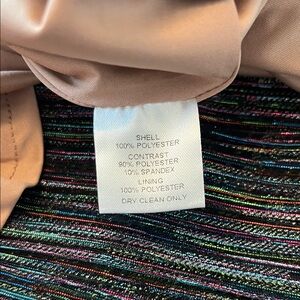 SHELL
100% POLYESTER
CONTRAST
90% POLYESTER
10% SPANDEX
LINING
100% POLYESTER
DRY CLEAN ONLY